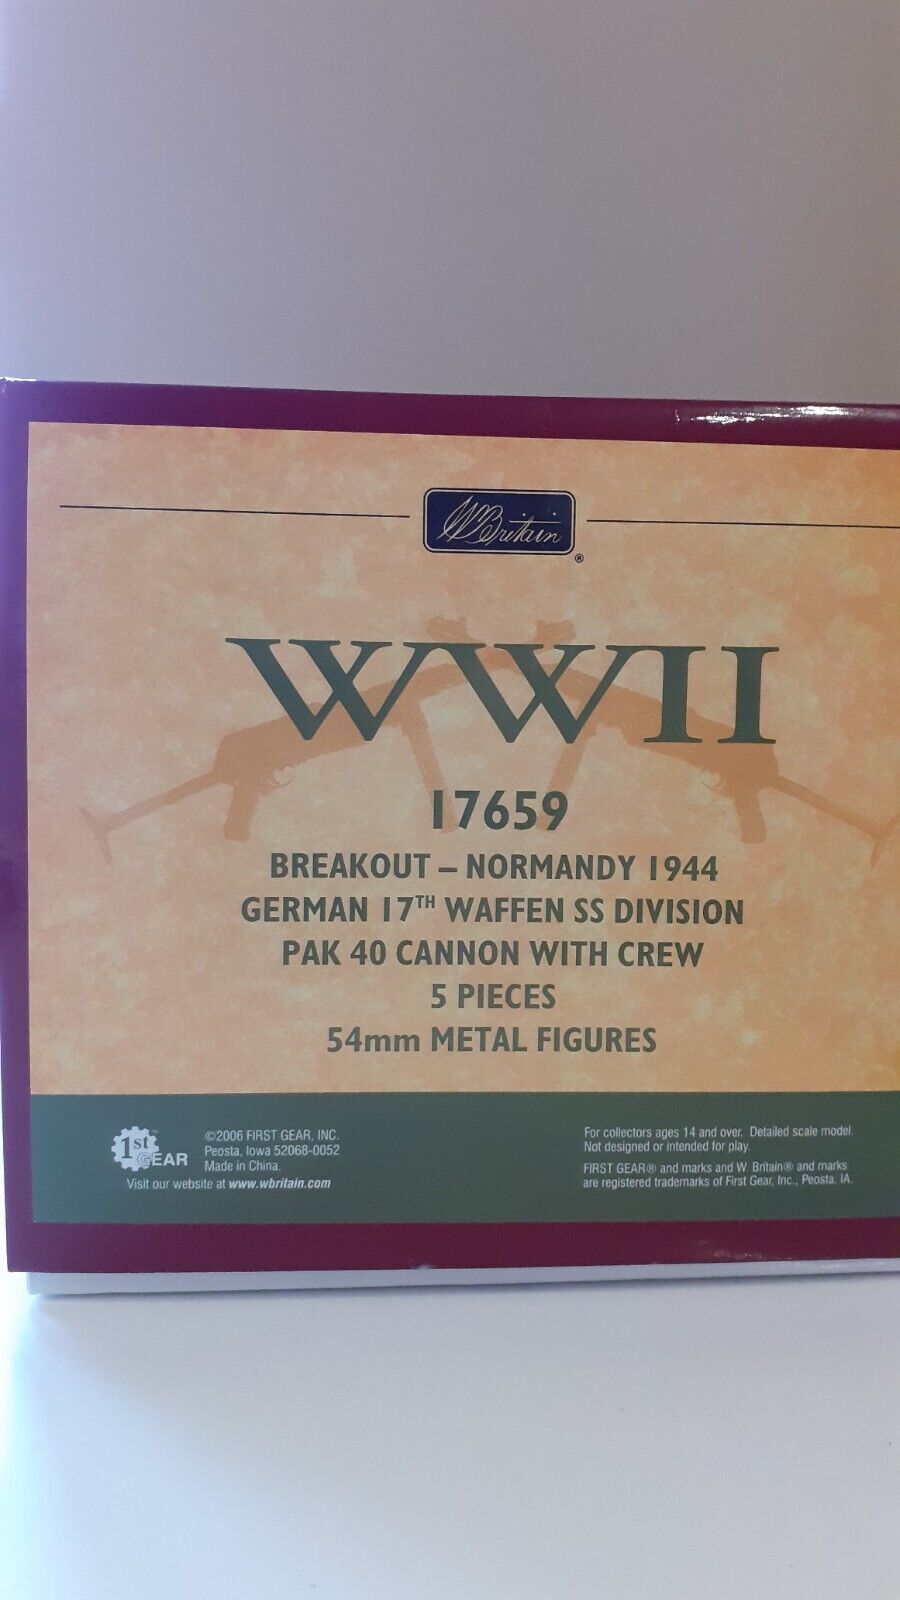 WBritain ®
WWII
17659
BREAKOUT – NORMANDY 1944
GERMAN 17TH WAFFEN SS DIVISION
PAK 40 CANNON WITH CREW
5 PIECES
54mm METAL FIGURES
1st GEAR™
©2006 FIRST GEAR, INC.
Peosta, Iowa 52068-0052
Made in China.
Visit our website at www.wbritain.com
For collectors ages 14 and over. Detailed scale model.
Not designed or intended for play.
FIRST GEAR® and marks and W. Britain® and marks
are registered trademarks of First Gear, Inc., Peosta, IA.